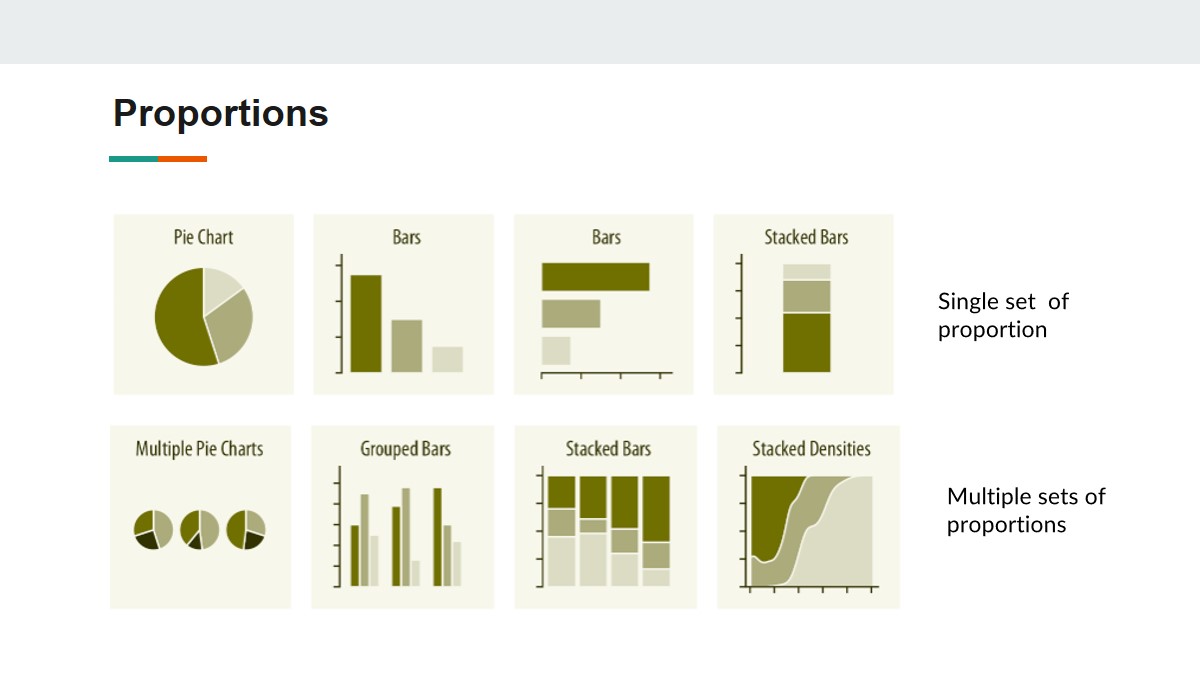 Proportions
Pie Chart
Bars
Bars
Stacked Bars
Single set of
proportion
Multiple Pie Charts
Grouped Bars
Stacked Bars
Stacked Densities
Multiple sets of
proportions